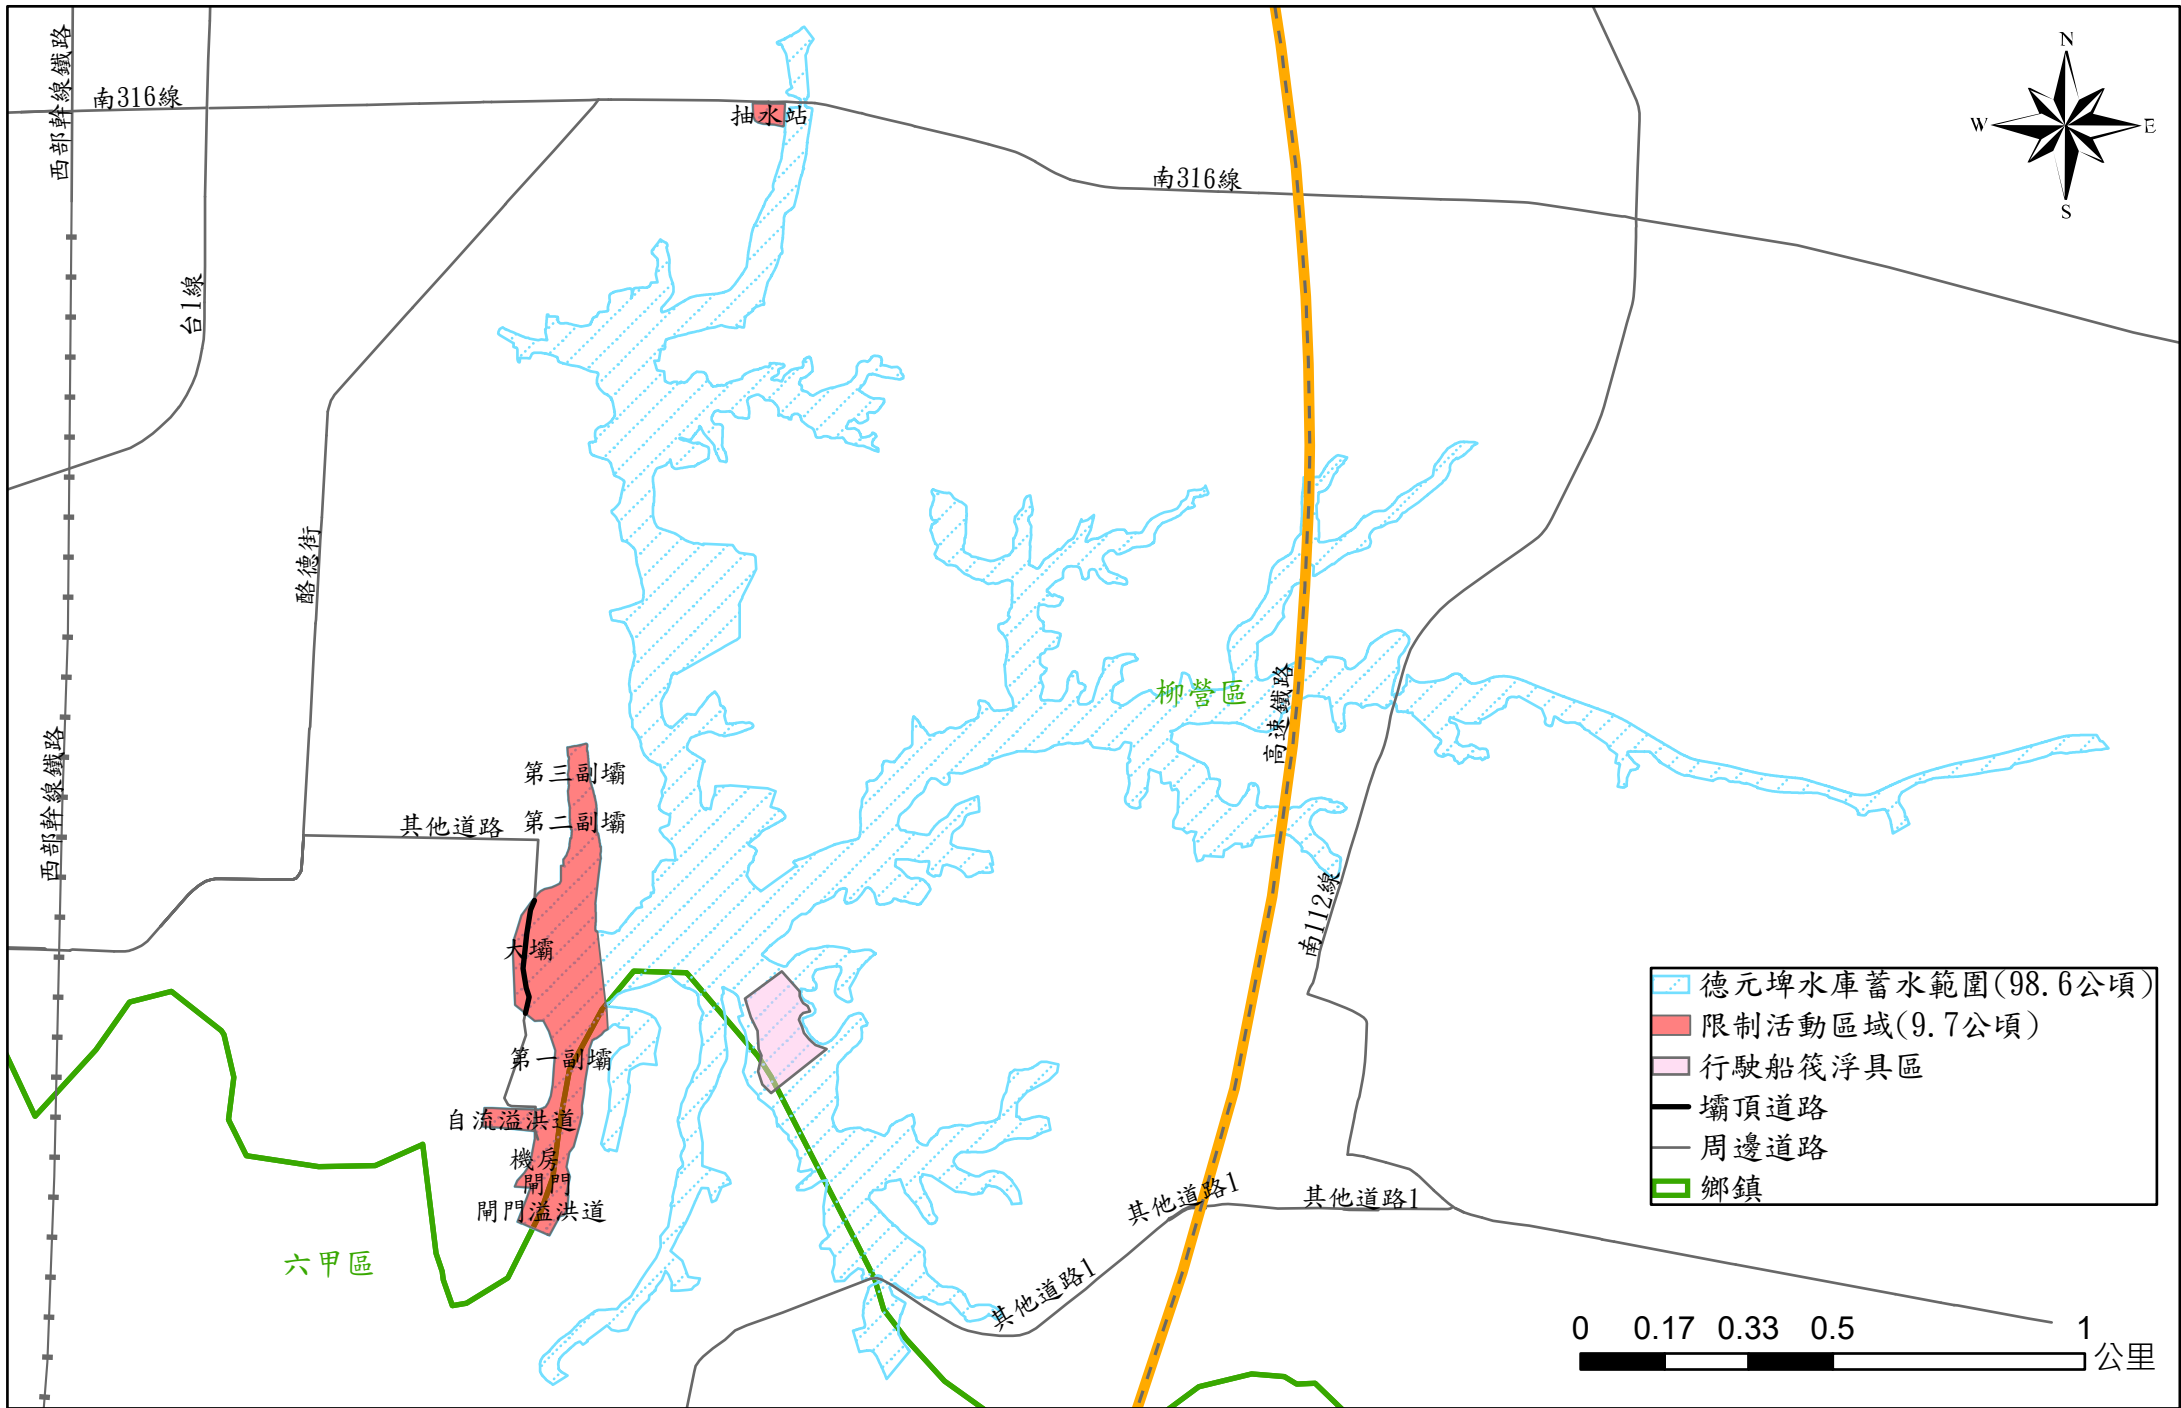 西部幹線鐵路
南316線
抽水站
N
W
E
S
南316線
台1線
酪德街
柳營區
高速鐵路
西部幹線鐵路
第三副壩
第二副壩
其他道路
大壩
南112線
第一副壩
自流溢洪道
機房
閘門
閘門溢洪道
六甲區
其他道路1
其他道路1
其他道路1
德元埤水庫蓄水範圍(98.6公頃)
限制活動區域(9.7公頃)
行駛船筏浮具區
壩頂道路
周邊道路
鄉鎮
0 0.17 0.33 0.5 1
公里